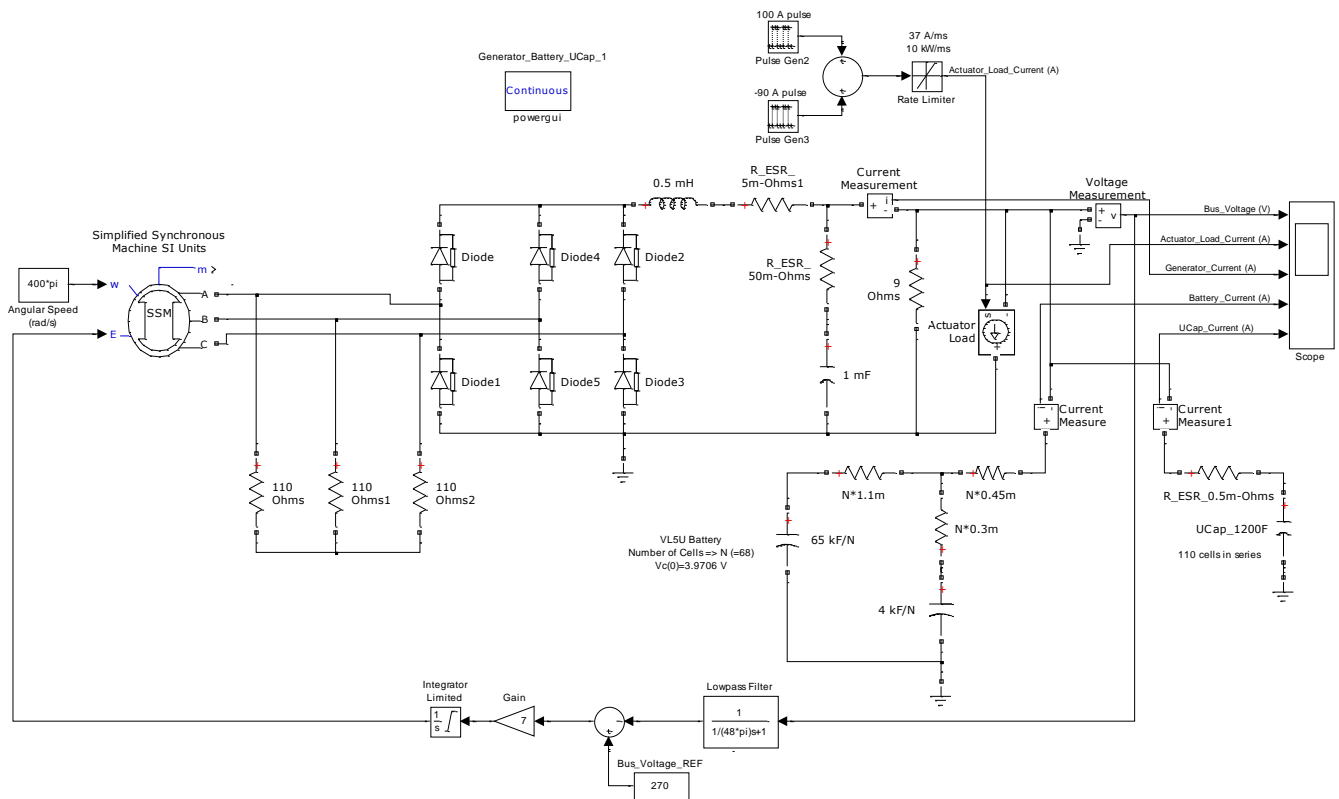 100 A pulse
Pulse Gen2
37 A/ms
10 kW/ms
Actuator_Load_Current (A)
Rate Limiter
Generator_Battery_UCap_1
Continuous
powergui
-90 A pulse
Pulse Gen3
0.5 mH
R_ESR_
5m-Ohms1
Current
Measurement
+
i
-
Voltage
Measurement
+
-
v
Bus_Voltage (V)
Actuator_Load_Current (A)
Generator_Current (A)
Battery_Current (A)
UCap_Current (A)
Scope
Simplified Synchronous
Machine SI Units
400*pi
Angular Speed
(rad/s)
w
E
m
SSM
A
B
C
Diode
Diode4
Diode2
Diode1
Diode5
Diode3
R_ESR_
50m-Ohms
1 mF
9
Ohms
Actuator
Load
s
-
+
110
Ohms
110
Ohms1
110
Ohms2
Current
Measure
Current
Measure1
N*1.1m
N*0.45m
N*0.3m
R_ESR_0.5m-Ohms
VL5U Battery
Number of Cells => N (=68)
Vc(0)=3.9706 V
65 kF/N
4 kF/N
UCap_1200F
110 cells in series
Integrator
Limited
1
s
Gain
7
Lowpass Filter
1
1/(48*pi)s+1
Bus_Voltage_REF
270